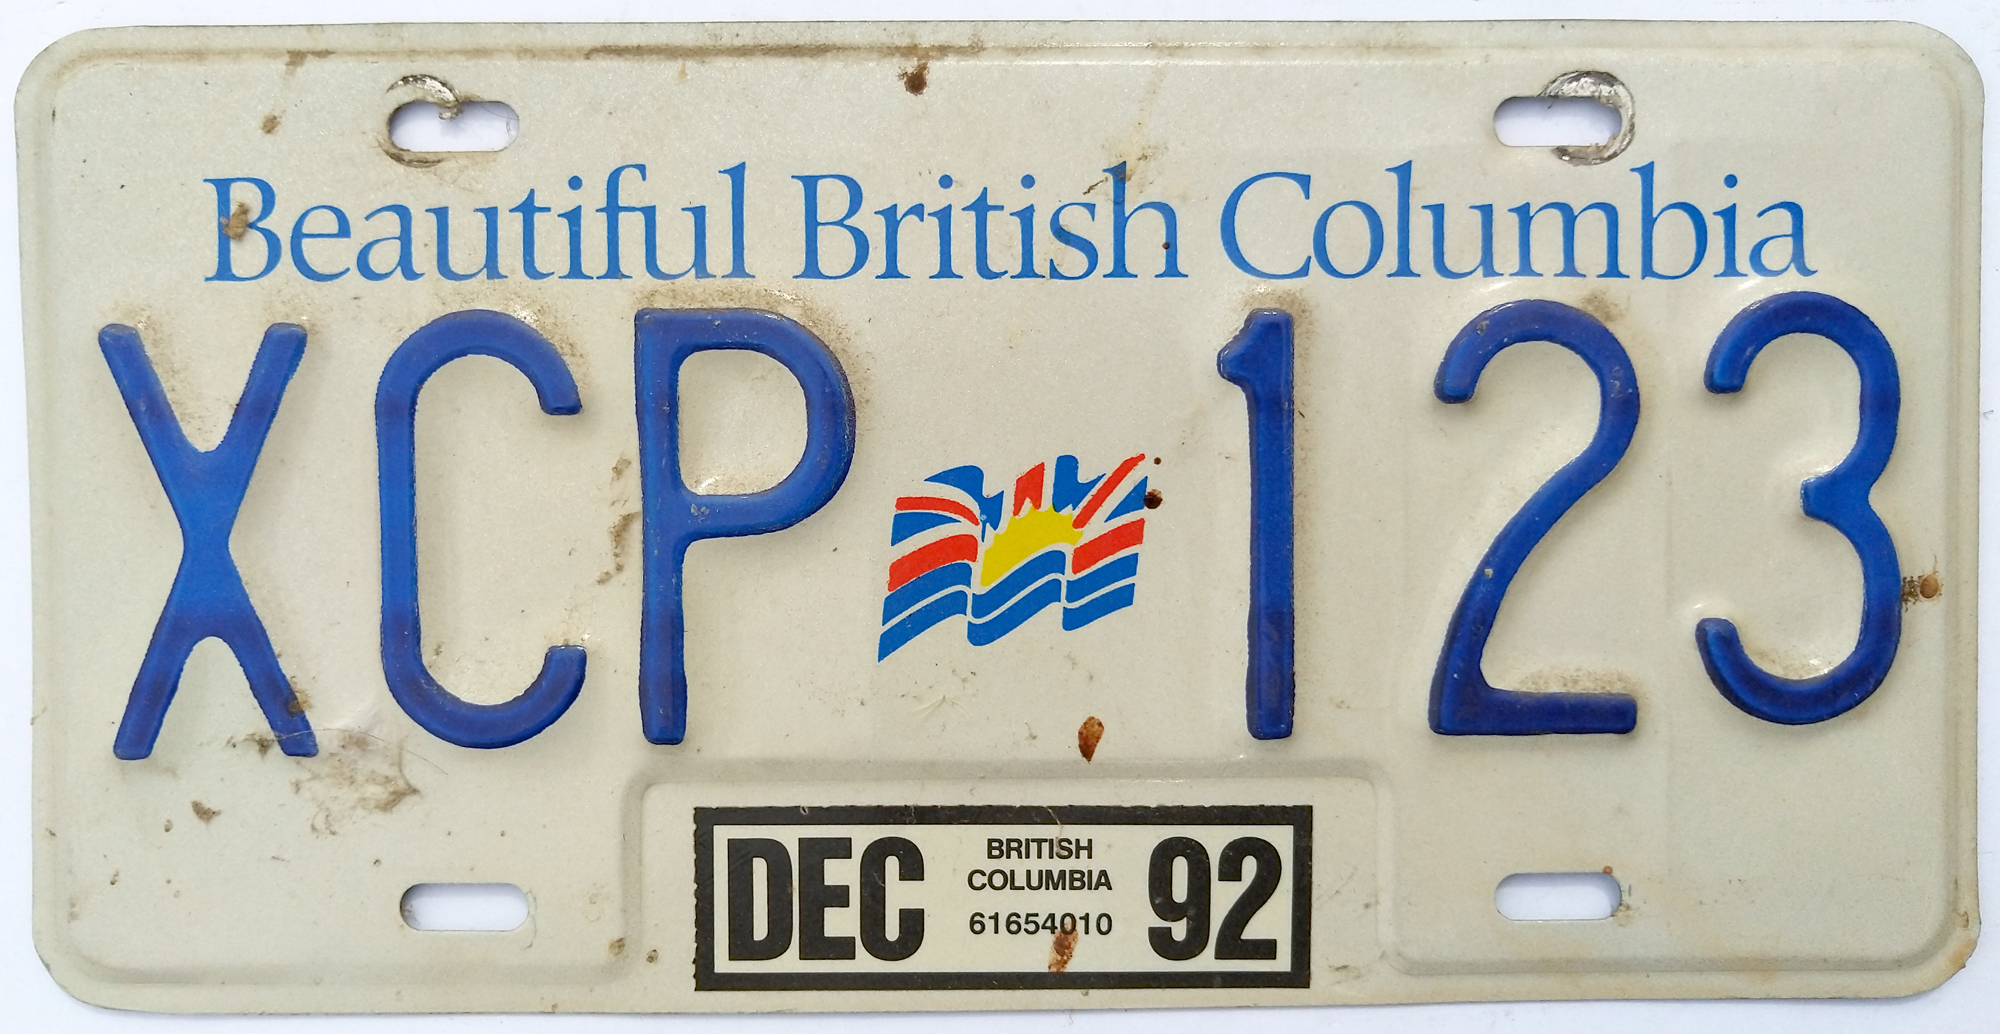 Beautiful British Columbia
XCP 123
DEC 92
BRITISH
COLUMBIA
61654010